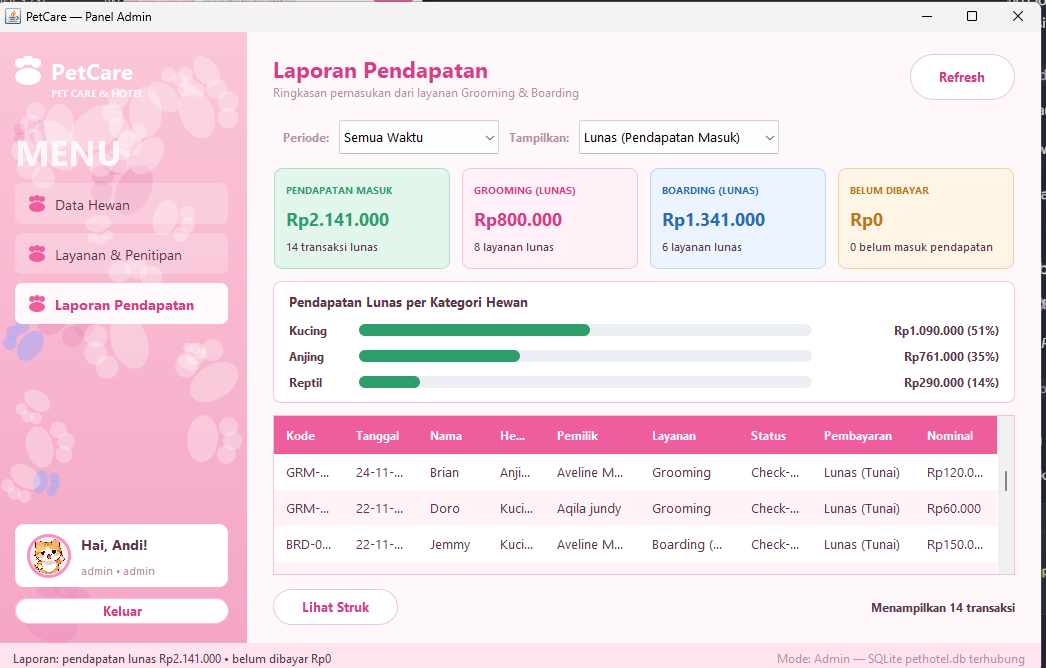 PetCare — Panel Admin
PetCare
PET CARE & HOTEL
MENU
Data Hewan
Layanan & Penitipan
Laporan Pendapatan
Hai, Andi!
admin • admin
Keluar
Laporan Pendapatan
Ringkasan pemasukan dari layanan Grooming & Boarding
Refresh
Periode: Semua Waktu Tampilkan: Lunas (Pendapatan Masuk)
PENDAPATAN MASUK
Rp2.141.000
14 transaksi lunas
GROOMING (LUNAS)
Rp800.000
8 layanan lunas
BOARDING (LUNAS)
Rp1.341.000
6 layanan lunas
BELUM DIBAYAR
Rp0
0 belum masuk pendapatan
Pendapatan Lunas per Kategori Hewan
Kucing Rp1.090.000 (51%)
Anjing Rp761.000 (35%)
Reptil Rp290.000 (14%)
Kode Tanggal Nama He... Pemilik Layanan Status Pembayaran Nominal
GRM-... 24-11-... Brian Anji... Aveline M... Grooming Check-... Lunas (Tunai) Rp120.0...
GRM-... 22-11-... Doro Kuci... Aqila jundy Grooming Check-... Lunas (Tunai) Rp60.000
BRD-0... 22-11-... Jemmy Kuci... Aveline M... Boarding (... Check-... Lunas (Tunai) Rp150.0...
Lihat Struk
Menampilkan 14 transaksi
Laporan: pendapatan lunas Rp2.141.000 • belum dibayar Rp0
Mode: Admin — SQLite pethotel.db terhubung